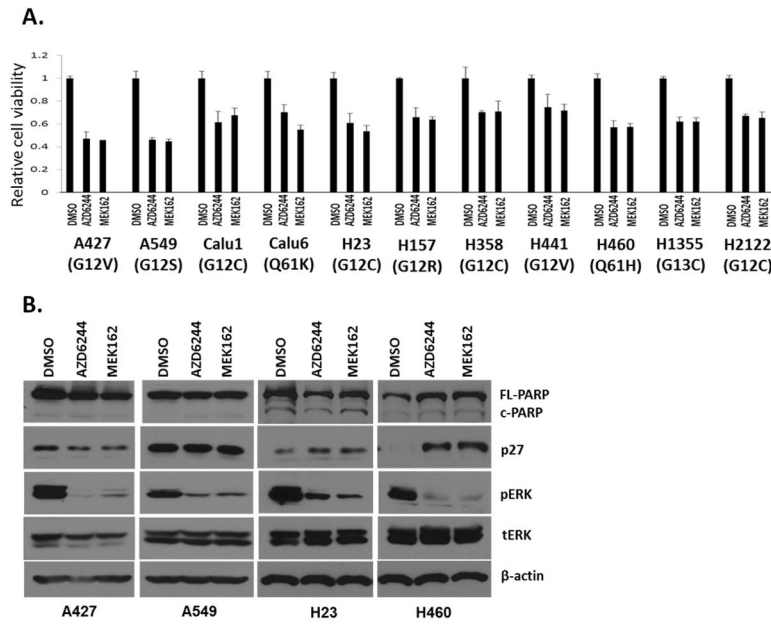 A.
Relative cell viability
1.2
1
0.8
0.6
0.4
0.2
0
DMSO AZD6244 MEK162 DMSO AZD6244 MEK162 DMSO AZD6244 MEK162 DMSO AZD6244 MEK162 DMSO AZD6244 MEK162 DMSO AZD6244 MEK162 DMSO AZD6244 MEK162 DMSO AZD6244 MEK162 DMSO AZD6244 MEK162 DMSO AZD6244 MEK162 DMSO AZD6244 MEK162
A427 A549 Calu1 Calu6 H23 H157 H358 H441 H460 H1355 H2122
(G12V) (G12S) (G12C) (Q61K) (G12C) (G12R) (G12C) (G12V) (Q61H) (G13C) (G12C)
B.
DMSO AZD6244 MEK162 DMSO AZD6244 MEK162 DMSO AZD6244 MEK162 DMSO AZD6244 MEK162
FL-PARP
c-PARP
p27
pERK
tERK
β-actin
A427 A549 H23 H460